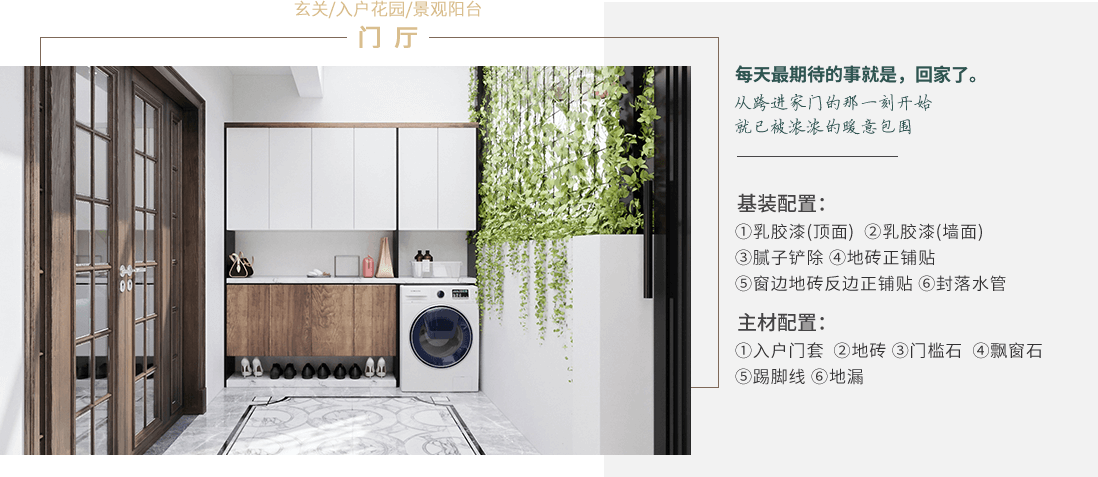 玄关/入户花园/景观阳台
门 厅
每天最期待的事就是，回家了。
从跨进家门的那一刻开始
就已被浓浓的暖意包围
基装配置：
①乳胶漆(顶面) ②乳胶漆(墙面)
③腻子铲除 ④地砖正铺贴
⑤窗边地砖反边正铺贴 ⑥封落水管
主材配置：
①入户门套 ②地砖 ③门槛石 ④飘窗石
⑤踢脚线 ⑥地漏